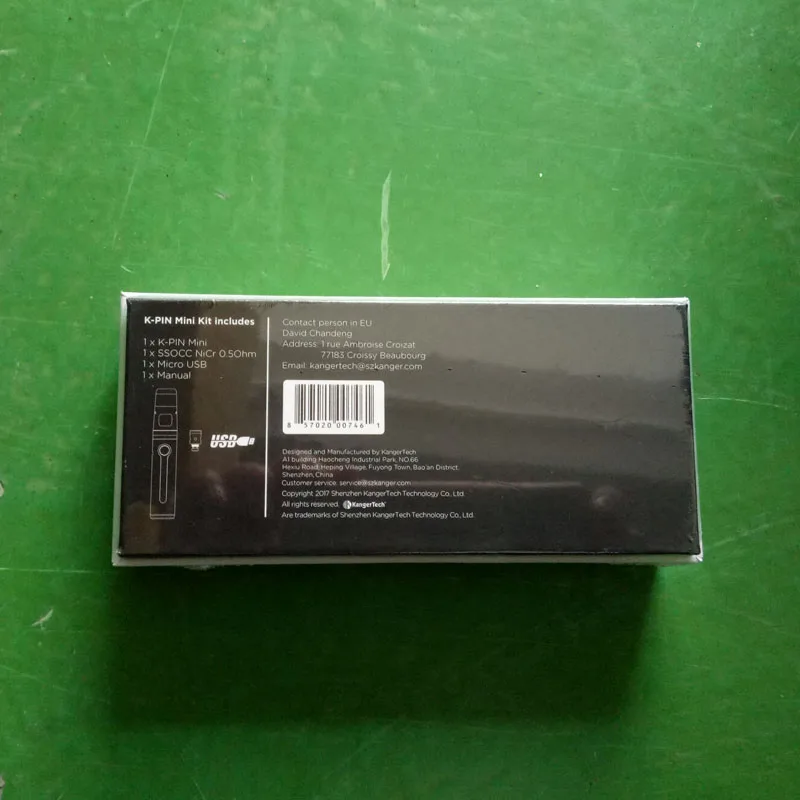 K-PIN Mini Kit includes
1 x K-PIN Mini
1 x SSOCC NiCr 0.5Ohm
1 x Micro USB
1 x Manual
USB
Contact person in EU
David Chandeng
Address: 1 rue Ambroise Croizat
77183 Croissy Beaubourg
Email: kangertech@szkanger.com
8 57020 00746 1
Designed and Manufactured by KangerTech
A1 building Haocheng Industrial Park, NO.66
Hexiu Road, Heping Village, Fuyong Town, Bao'an District,
Shenzhen, China
Customer service. service@szkanger.com
Copyright 2017 Shenzhen KangerTech Technology Co., Ltd.
All rights reserved. KangerTech
Are trademarks of Shenzhen KangerTech Technology Co., Ltd.